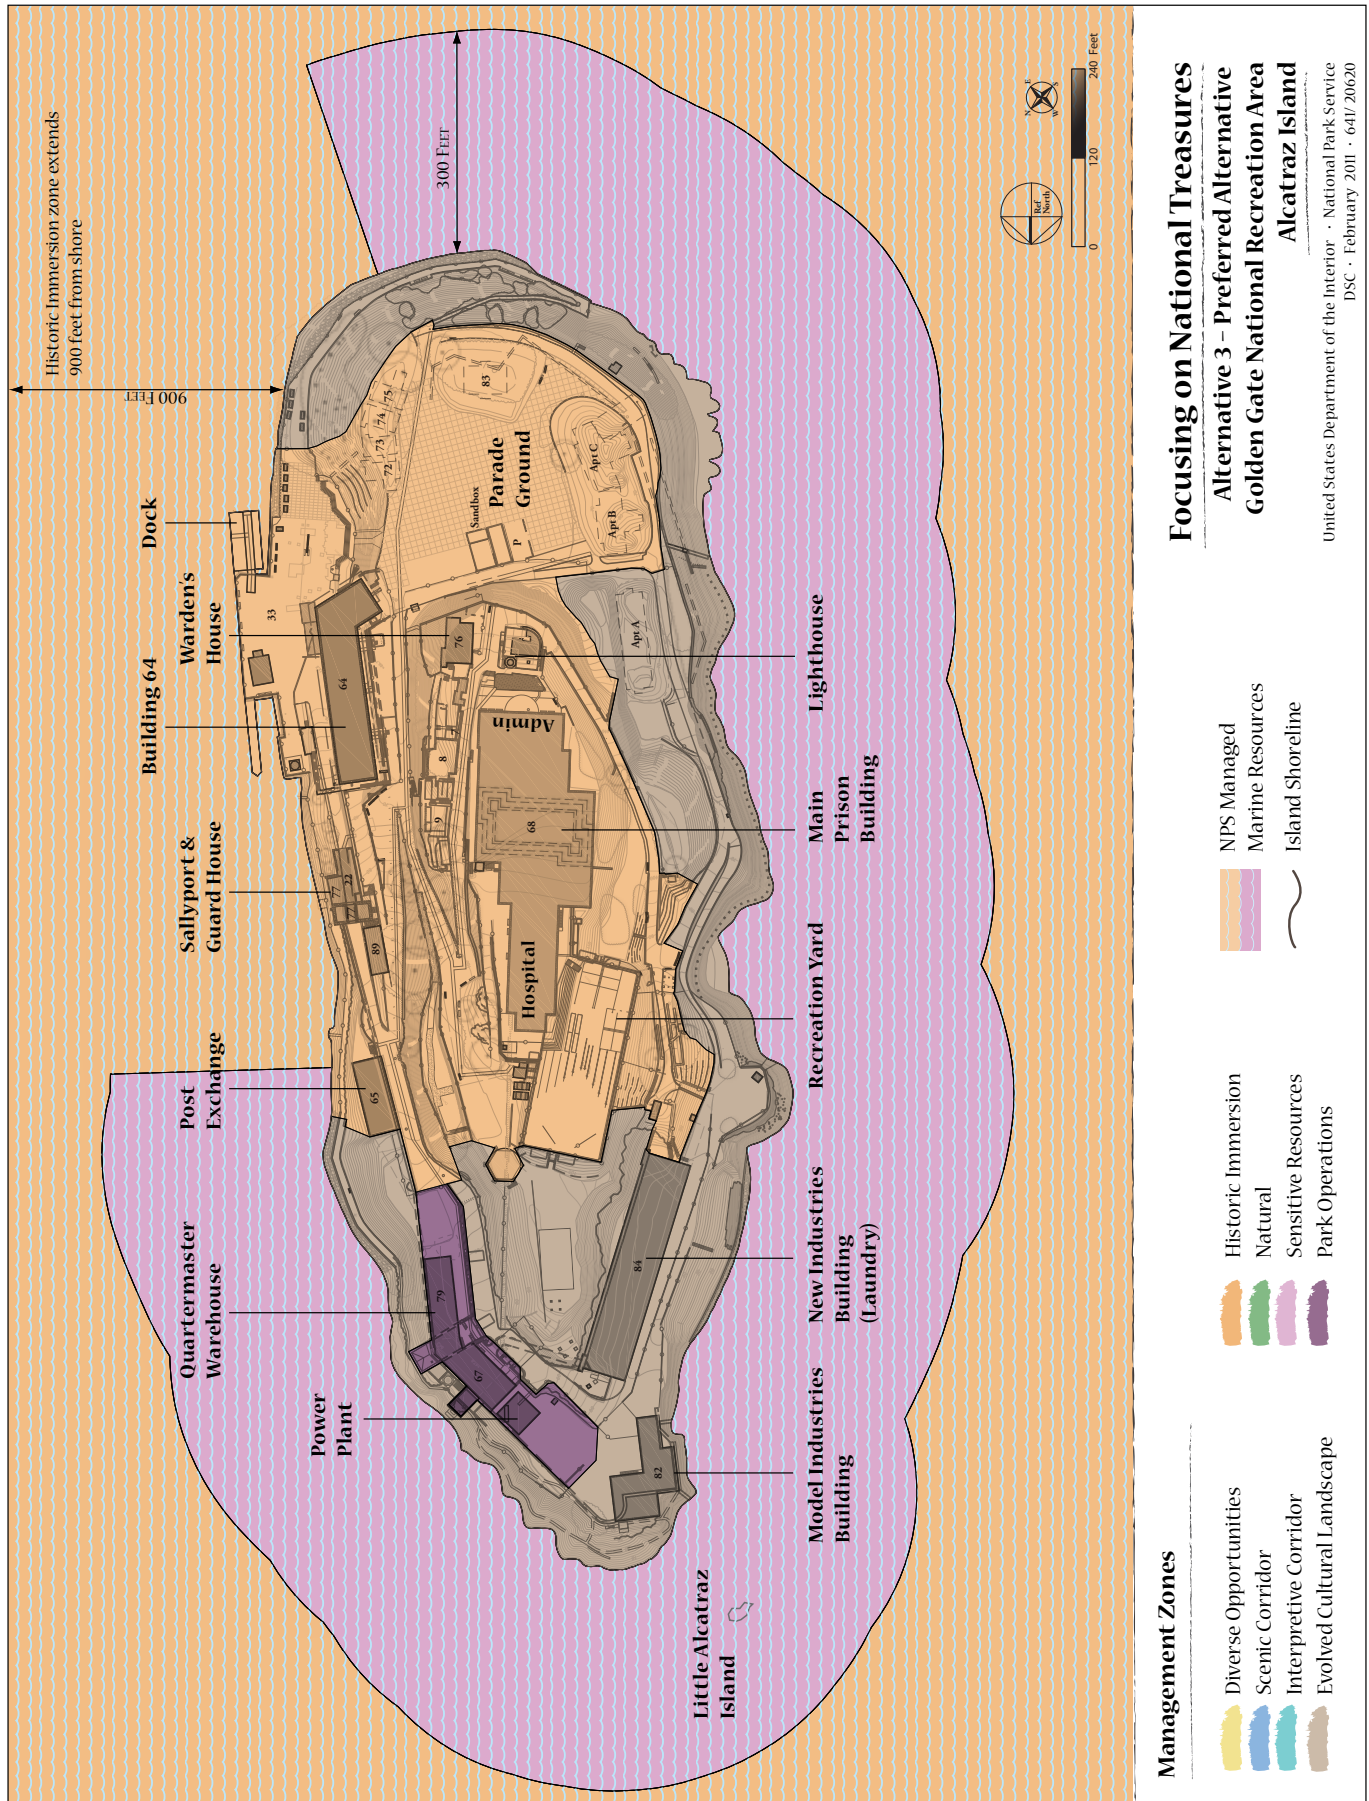 Historic Immersion zone extends
900 feet from shore
900 FEET
300 FEET
Dock
Warden's
House
Building 64
Sallyport &
Guard House
Post
Exchange
Quartermaster
Warehouse
Power
Plant
Little Alcatraz
Island
Model Industries
Building
New Industries
Building
(Laundry)
Recreation Yard
Main
Prison
Building
Lighthouse
Parade
Ground
Sandbox
P
Apt A
Apt B
Apt C
Admin
Hospital
33
64
72
73
74
75
83
76
7
8
9
68
22
77
89
65
79
67
84
82
N
E
S
W
Ref
North
0
120
240 Feet
Focusing on National Treasures
Alternative 3 – Preferred Alternative
Golden Gate National Recreation Area
Alcatraz Island
United States Department of the Interior · National Park Service
DSC · February 2011 · 641/ 20620
Management Zones
Diverse Opportunities
Scenic Corridor
Interpretive Corridor
Evolved Cultural Landscape
Historic Immersion
Natural
Sensitive Resources
Park Operations
NPS Managed
Marine Resources
Island Shoreline